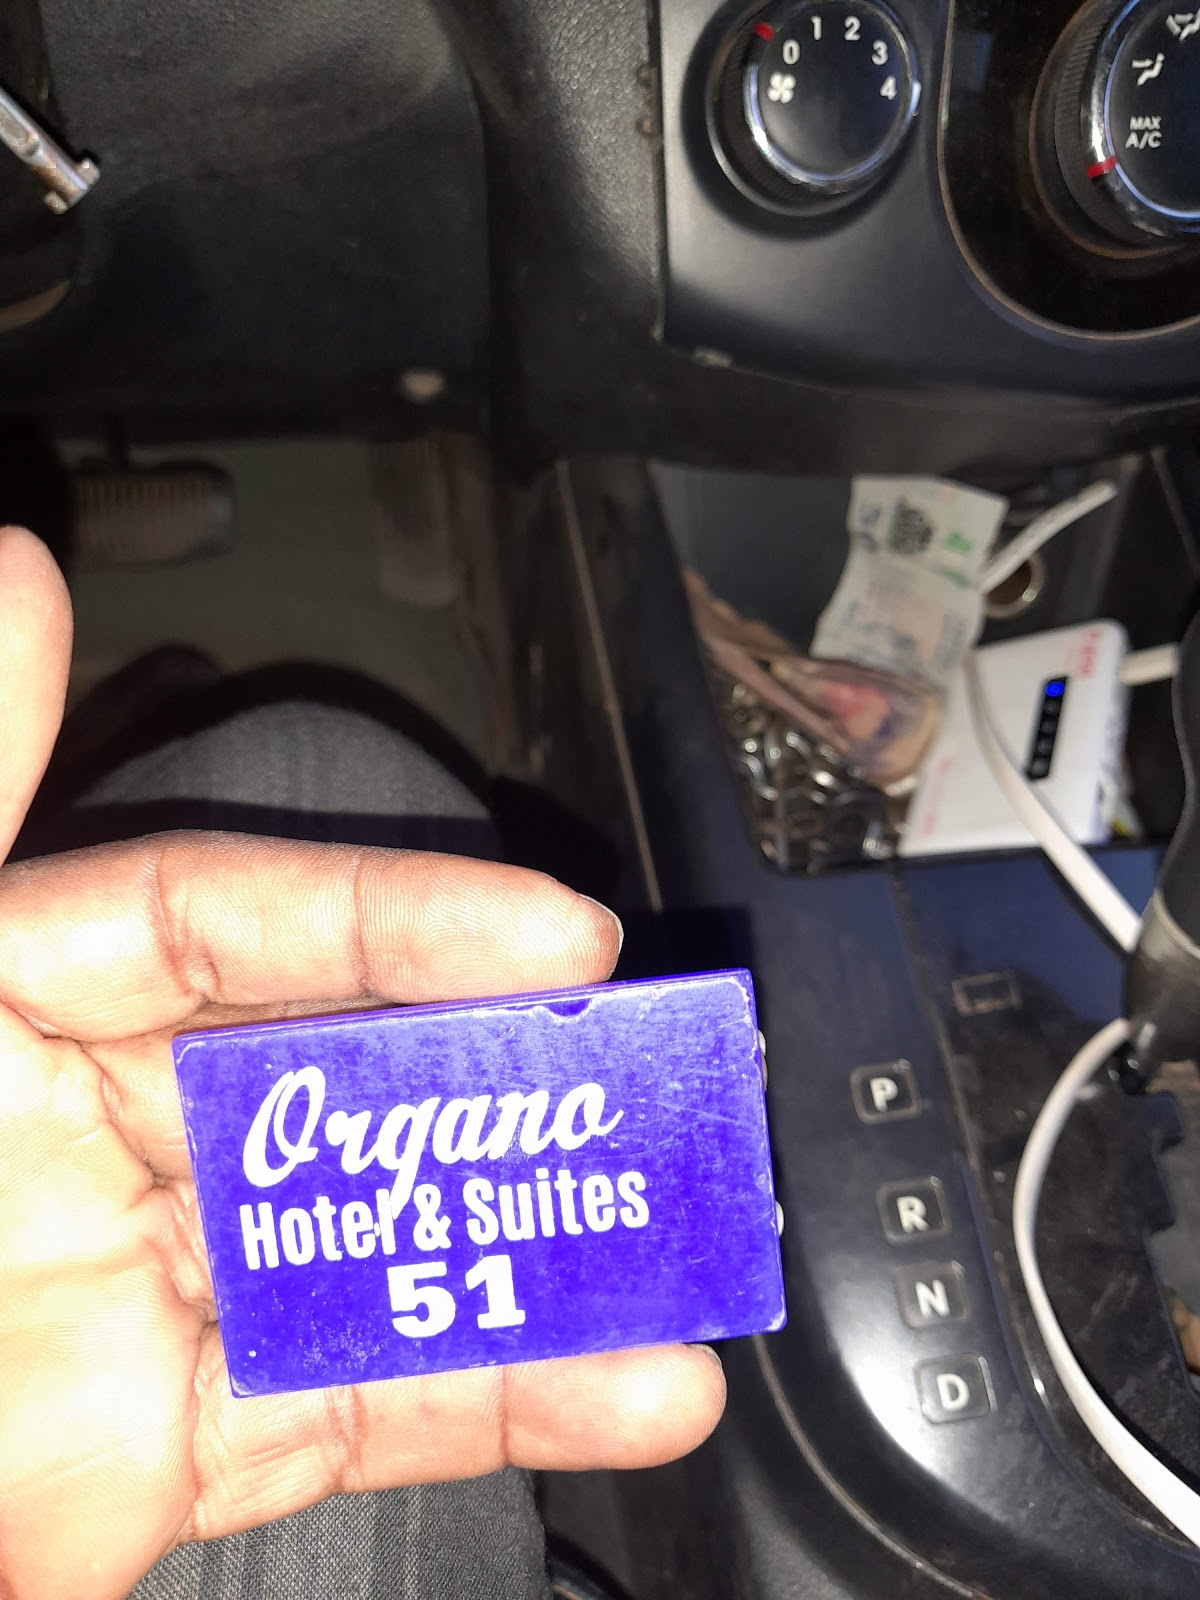 0 1 2 3 4
MAX
A/C
Organo
Hotel & Suites
51
P
R
N
D